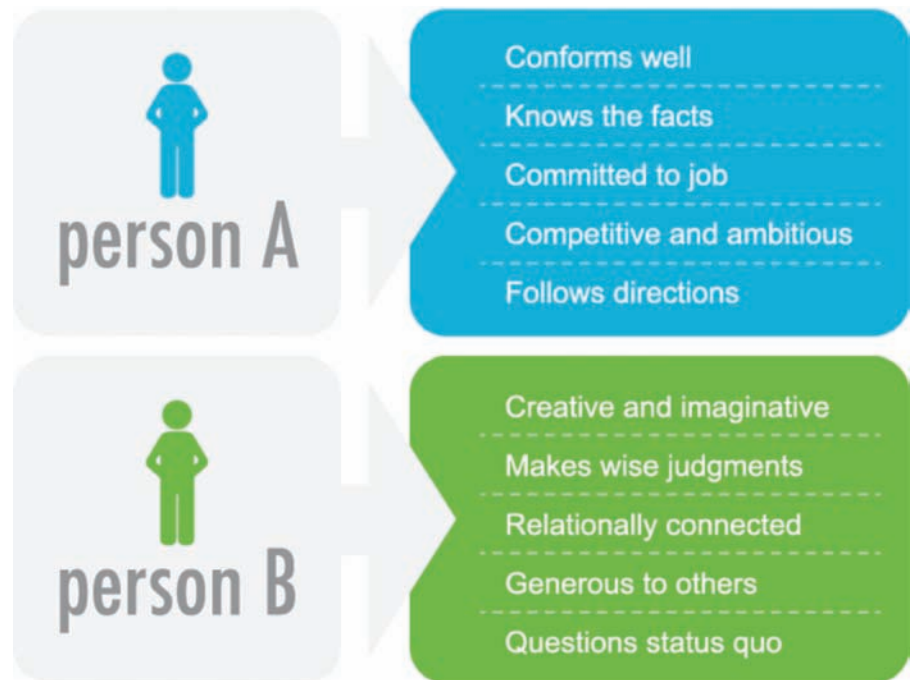 person A
Conforms well
Knows the facts
Committed to job
Competitive and ambitious
Follows directions
person B
Creative and imaginative
Makes wise judgments
Relationally connected
Generous to others
Questions status quo